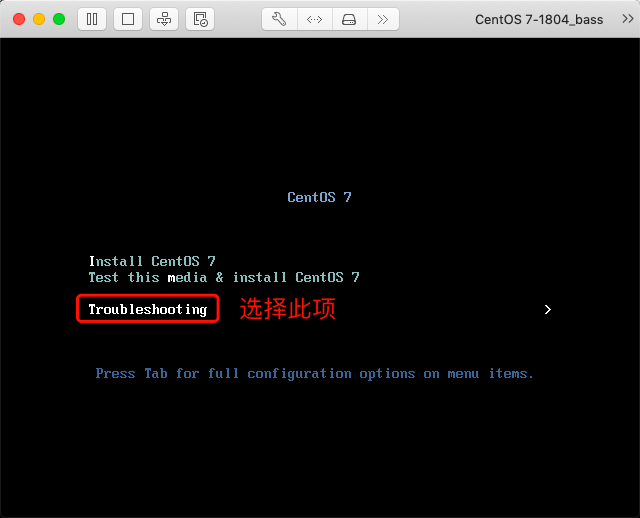 CentOS 7-1804_bass
CentOS 7
Install CentOS 7
Test this media & install CentOS 7
Troubleshooting 选择此项 >
Press Tab for full configuration options on menu items.